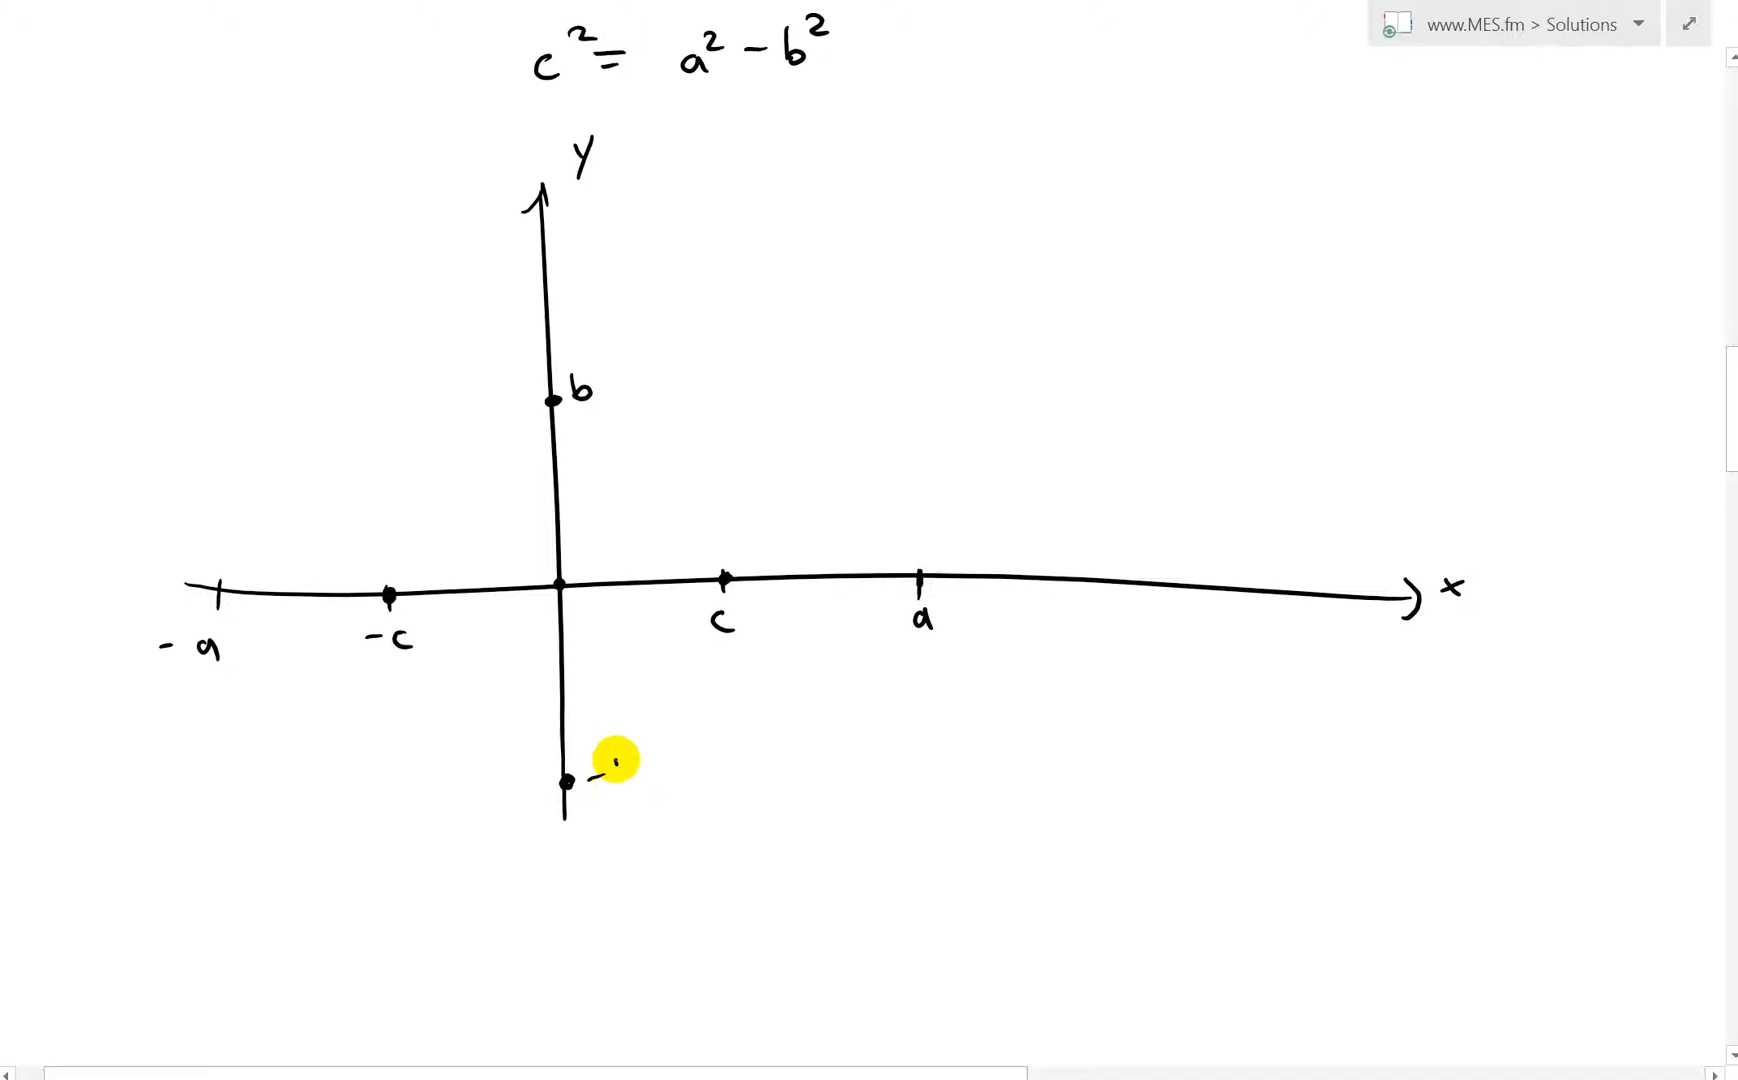 www.MES.fm > Solutions
c² = a² - b²
y
b
x
-a
-c
c
a
-